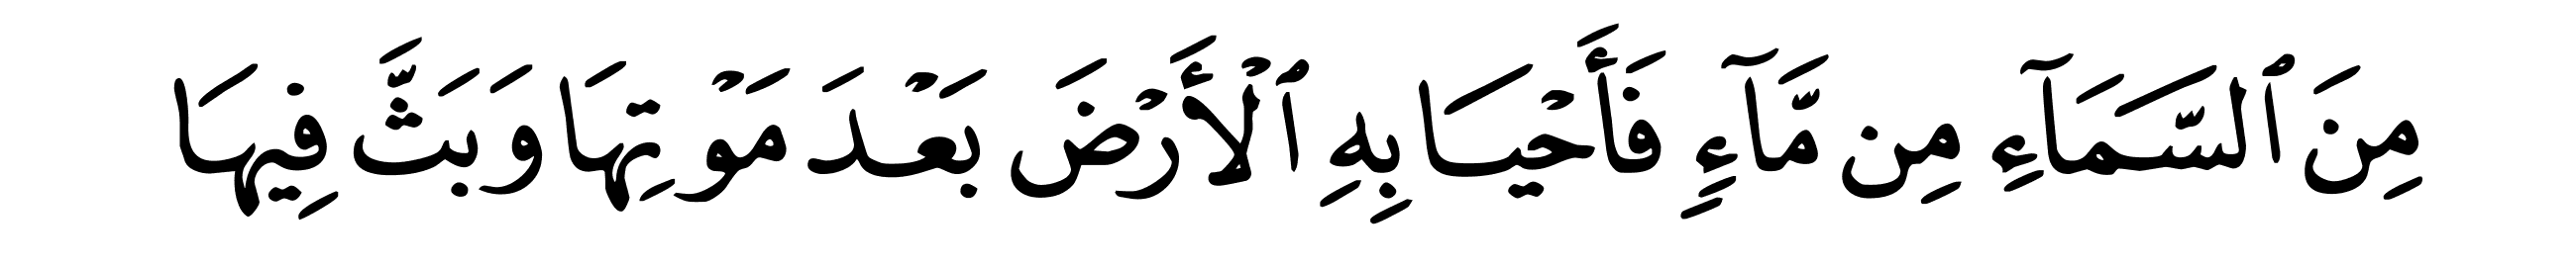 مِنَ ٱلسَّمَآءِ مِن مَّآءٍ فَأَحْيَا بِهِ ٱلْأَرْضَ بَعْدَ مَوْتِهَا وَبَثَّ فِيهَا